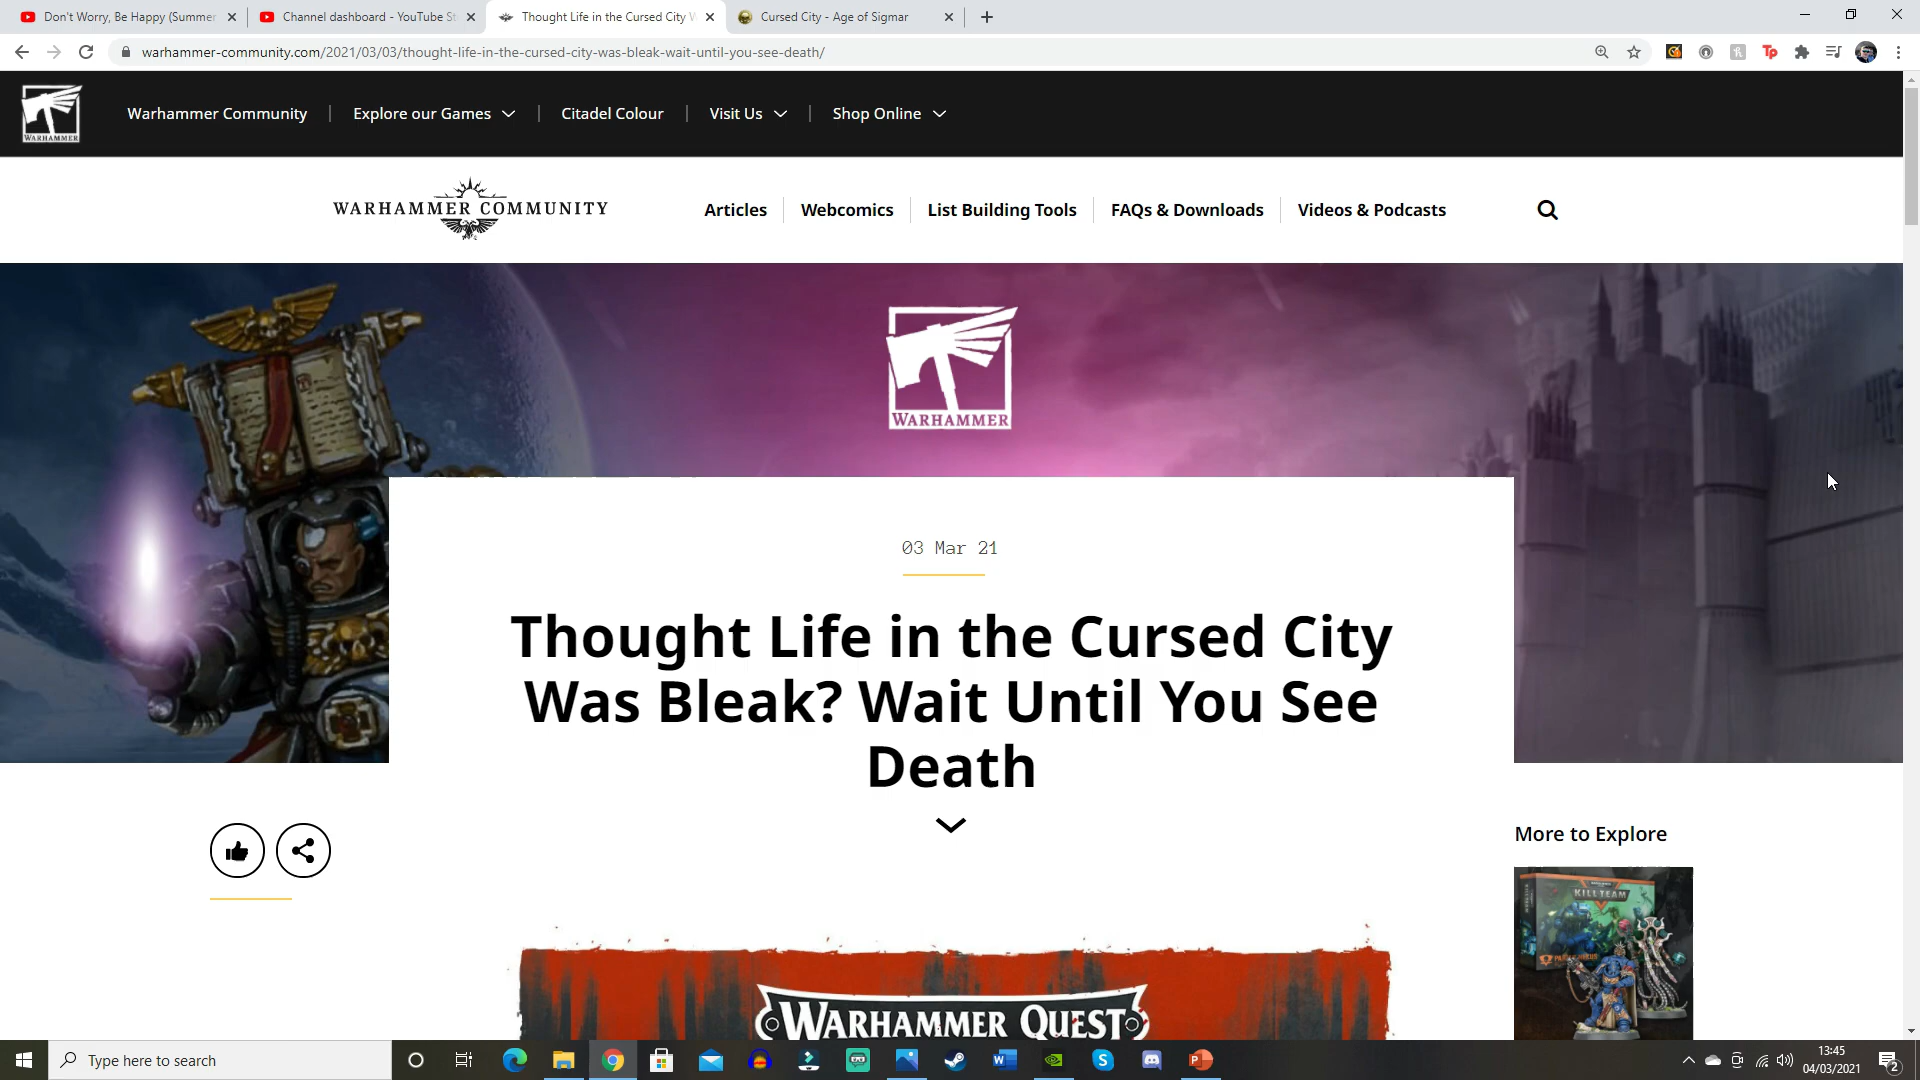 Don't Worry, Be Happy (Summer
Channel dashboard - YouTube St
Thought Life in the Cursed City W
Cursed City - Age of Sigmar
warhammer-community.com/2021/03/03/thought-life-in-the-cursed-city-was-bleak-wait-until-you-see-death/
WARHAMMER
Warhammer Community
Explore our Games
Citadel Colour
Visit Us
Shop Online
WARHAMMER COMMUNITY
Articles
Webcomics
List Building Tools
FAQs & Downloads
Videos & Podcasts
WARHAMMER
03 Mar 21
Thought Life in the Cursed City
Was Bleak? Wait Until You See
Death
More to Explore
KILL TEAM
WARHAMMER QUEST
Type here to search
13:45
04/03/2021
2